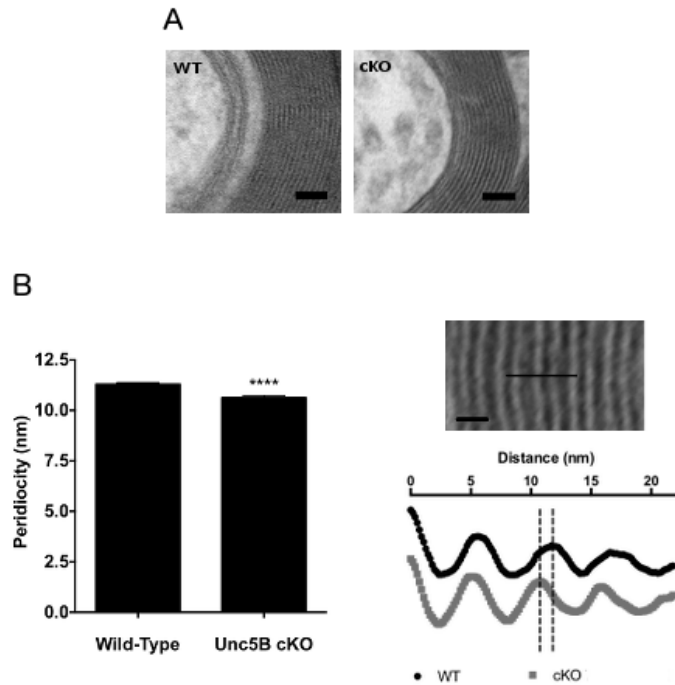 A
WT
cKO
B
12.5
10.0
7.5
5.0
2.5
0.0
Peridiocity (nm)
****
Wild-Type
Unc5B cKO
Distance (nm)
0 5 10 15 20
WT
cKO